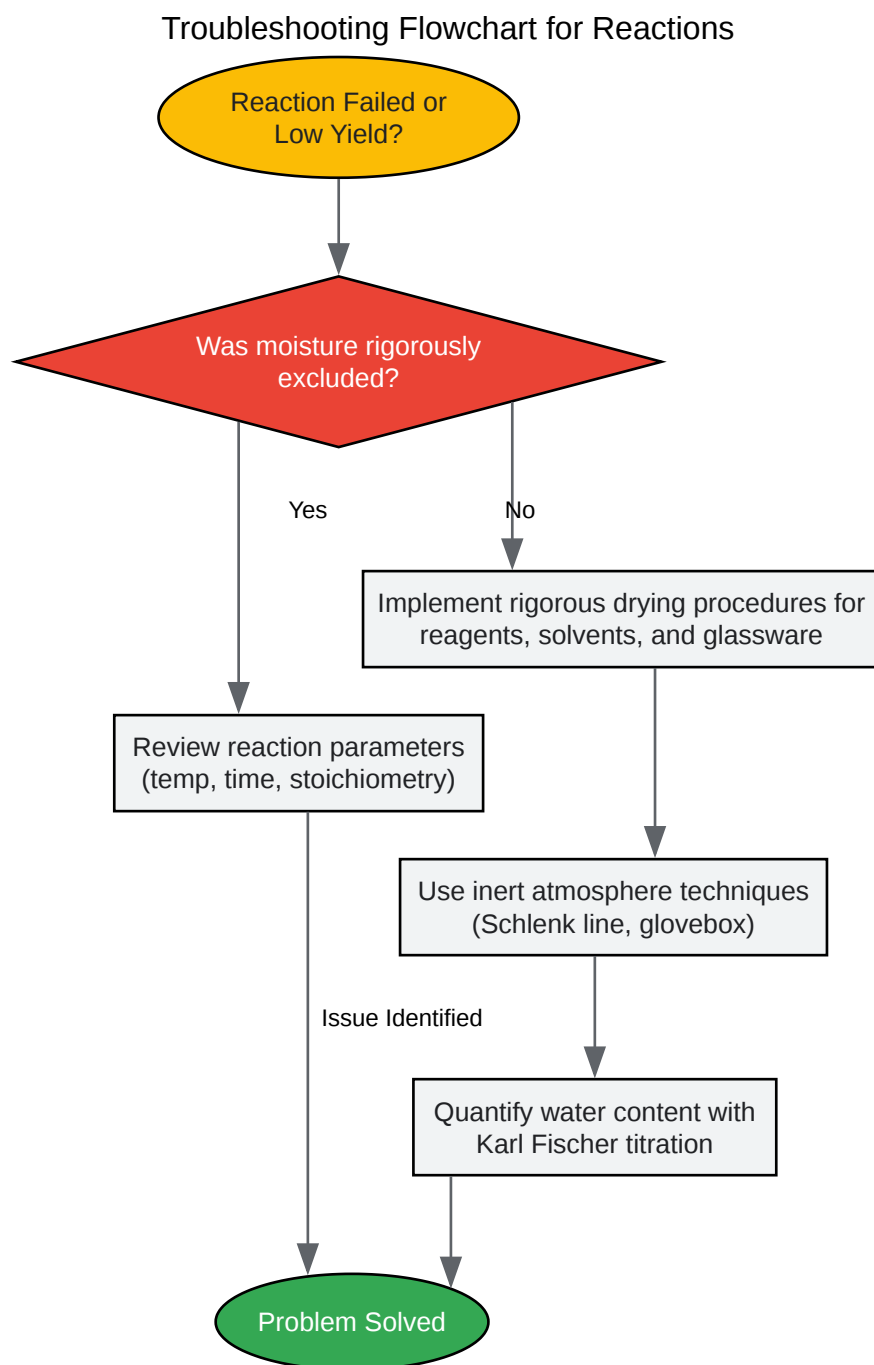 Troubleshooting Flowchart for Reactions
Reaction Failed or
Low Yield?
Was moisture rigorously
excluded?
Yes
No
Implement rigorous drying procedures for
reagents, solvents, and glassware
Review reaction parameters
(temp, time, stoichiometry)
Use inert atmosphere techniques
(Schlenk line, glovebox)
Issue Identified
Quantify water content with
Karl Fischer titration
Problem Solved